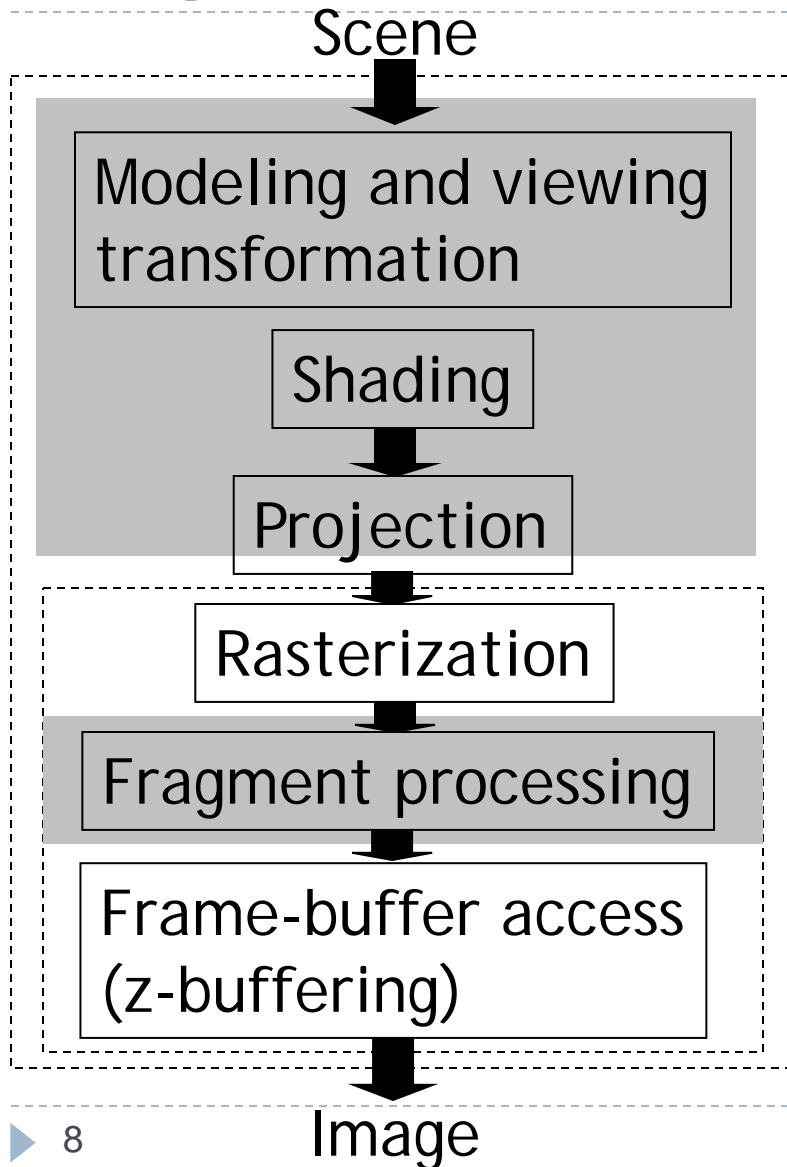 Scene
Modeling and viewing
transformation
Shading
Projection
Rasterization
Fragment processing
Frame-buffer access
(z-buffering)
Image
8